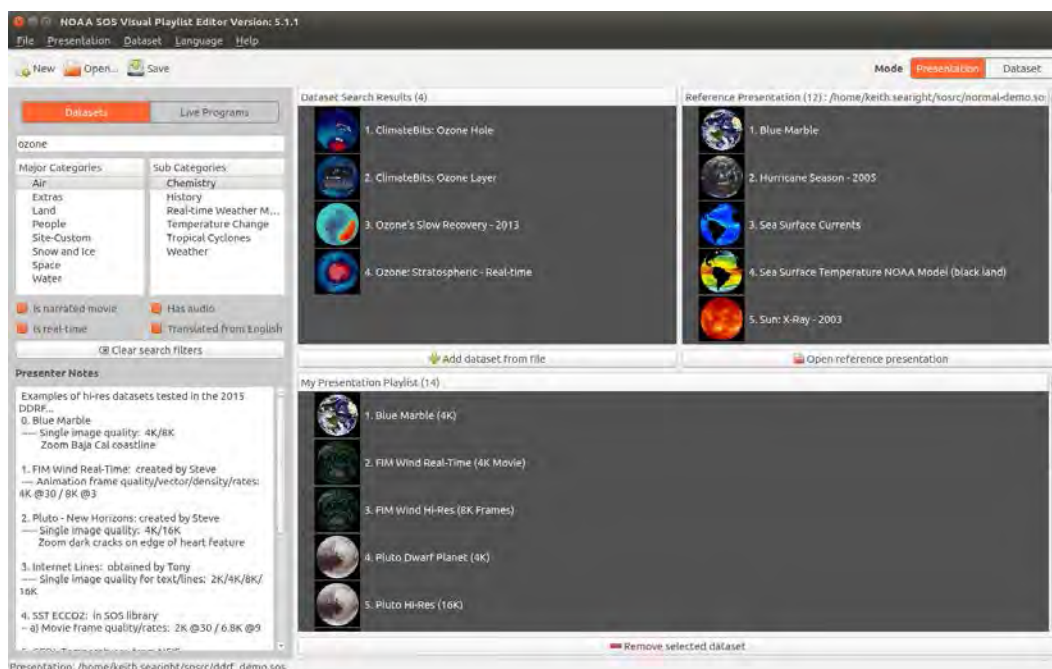 NOAA SOS Visual Playlist Editor Version: 5.1.1
File Presentation Dataset Language Help
New Open... Save
Mode Presentation Dataset
Datasets Live Programs
ozone
Major Categories
Air
Extras
Land
People
Site-Custom
Snow and Ice
Space
Water
Sub Categories
Chemistry
History
Real-time Weather M...
Temperature Change
Tropical Cyclones
Weather
Is narrated movie Has audio
Is real-time Translated from English
Clear search filters
Presenter Notes
Examples of hi-res datasets tested in the 2015
DDRF...
0. Blue Marble
---- Single image quality: 4K/8K
Zoom Baja Cal coastline
1. FIM Wind Real-Time: created by Steve
---- Animation frame quality/vector/density/rates:
4K @30 / 8K @3
2. Pluto - New Horizons: created by Steve
---- Single image quality: 4K/16K
Zoom dark cracks on edge of heart feature
3. Internet Lines: obtained by Tony
---- Single image quality for text/lines: 2K/4K/8K/
16K
4. SST ECCO2: in SOS library
-- a) Movie frame quality/rates: 2K @30 / 6.8K @9
Dataset Search Results (4)
1. ClimateBits: Ozone Hole
2. ClimateBits: Ozone Layer
3. Ozone's Slow Recovery - 2013
4. Ozone: Stratospheric - Real-time
Add dataset from file
Reference Presentation (12) : /home/keith.searight/sosrc/normal-demo.so
1. Blue Marble
2. Hurricane Season - 2005
3. Sea Surface Currents
4. Sea Surface Temperature NOAA Model (black land)
5. Sun: X-Ray - 2003
Open reference presentation
My Presentation Playlist (14)
1. Blue Marble (4K)
2. FIM Wind Real-Time (4K Movie)
3. FIM Wind Hi-Res (8K Frames)
4. Pluto Dwarf Planet (4K)
5. Pluto Hi-Res (16K)
Remove selected dataset
Presentation: /home/keith.searight/sosrc/ddrf_demo.sos